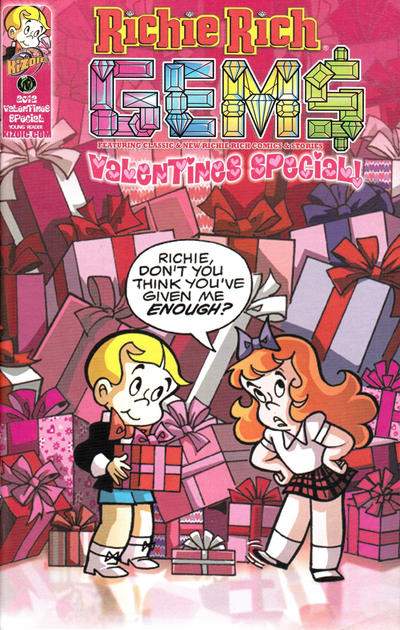 KiZoic
2012
Valentines
Special
YOUNG READER
KIZOIC.COM
Richie Rich®
GEM$
FEATURING CLASSIC & NEW RICHIE RICH COMICS & STORIES
Valentines Special!
RICHIE,
DON'T YOU
THINK YOU'VE
GIVEN ME
ENOUGH?